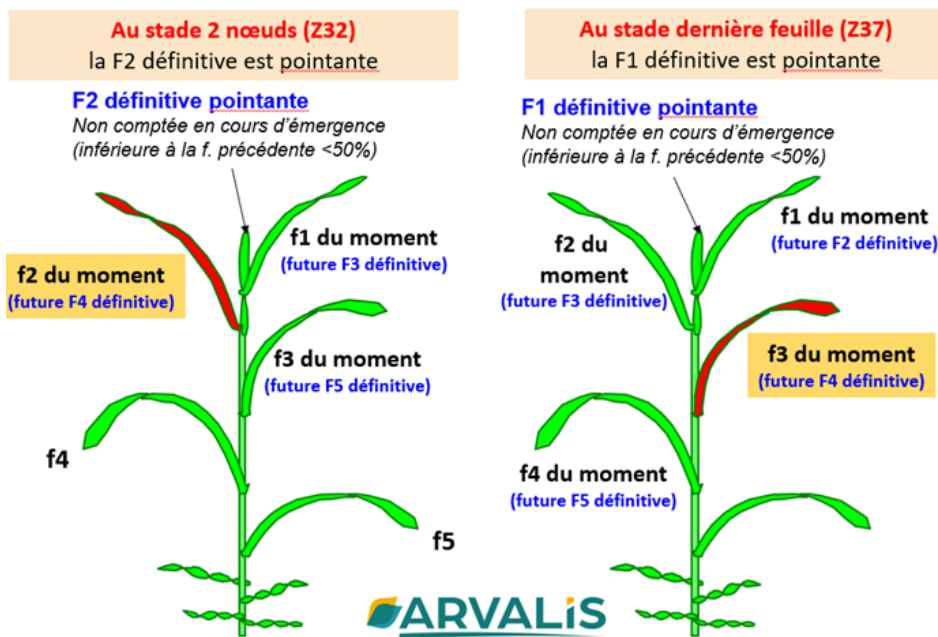 Au stade 2 nœuds (Z32)
la F2 définitive est pointante
F2 définitive pointante
Non comptée en cours d'émergence
(inférieure à la f. précédente <50%)
f1 du moment
(future F3 définitive)
f2 du moment
(future F4 définitive)
f3 du moment
(future F5 définitive)
f4
f5
Au stade dernière feuille (Z37)
la F1 définitive est pointante
F1 définitive pointante
Non comptée en cours d'émergence
(inférieure à la f. précédente <50%)
f1 du moment
(future F2 définitive)
f2 du
moment
(future F3 définitive)
f3 du moment
(future F4 définitive)
f4 du moment
(future F5 définitive)
ARVALIS